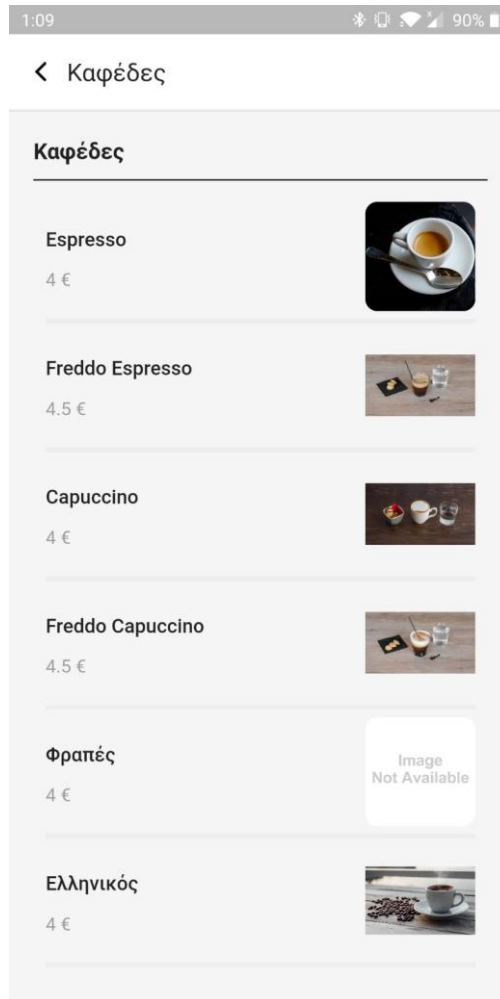 1:09 90%
Καφέδες
Καφέδες
Espresso
4 €
Freddo Espresso
4.5 €
Capuccino
4 €
Freddo Capuccino
4.5 €
Φραπές
4 €
Image
Not Available
Ελληνικός
4 €